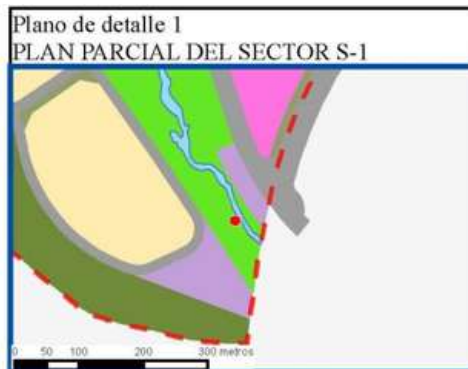 Plano de detalle 1
PLAN PARCIAL DEL SECTOR S-1
0 50 100 200 300 metros